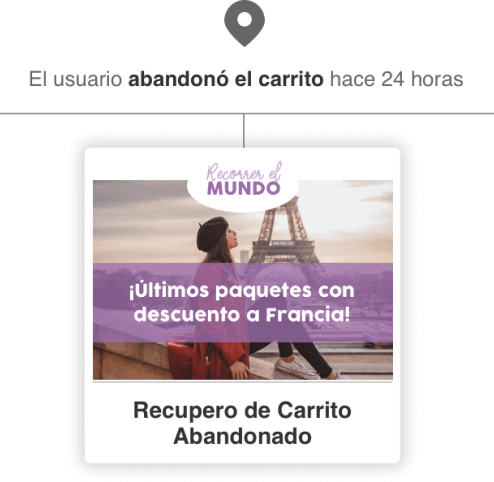 El usuario abandonó el carrito hace 24 horas
Recorrer el
MUNDO
¡Últimos paquetes con
descuento a Francia!
Recupero de Carrito
Abandonado